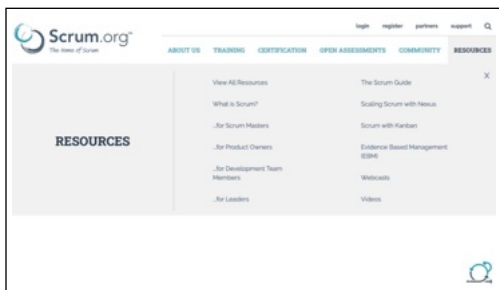 login register partners support
Scrum.org™
The Home of Scrum
ABOUT US TRAINING CERTIFICATION OPEN ASSESSMENTS COMMUNITY RESOURCES
X
RESOURCES
View All Resources
What is Scrum?
...for Scrum Masters
...for Product Owners
...for Development Team
Members
...for Leaders
The Scrum Guide
Scaling Scrum with Nexus
Scrum with Kanban
Evidence Based Management
(EBM)
Webcasts
Videos